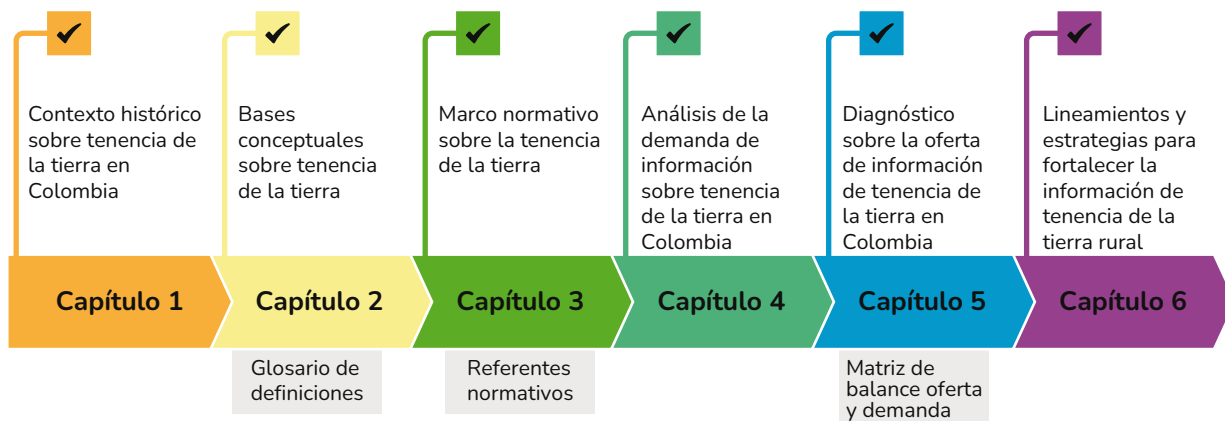 Contexto histórico
sobre tenencia de
la tierra en
Colombia
Bases
conceptuales
sobre tenencia
de la tierra
Marco normativo
sobre la tenencia
de la tierra
Análisis de la
demanda de
información
sobre tenencia
de la tierra en
Colombia
Diagnóstico
sobre la oferta
de información
de tenencia de
la tierra en
Colombia
Lineamientos y
estrategias para
fortalecer la
información de
tenencia de la
tierra rural
Capítulo 1
Capítulo 2
Capítulo 3
Capítulo 4
Capítulo 5
Capítulo 6
Glosario de
definiciones
Referentes
normativos
Matriz de
balance oferta
y demanda